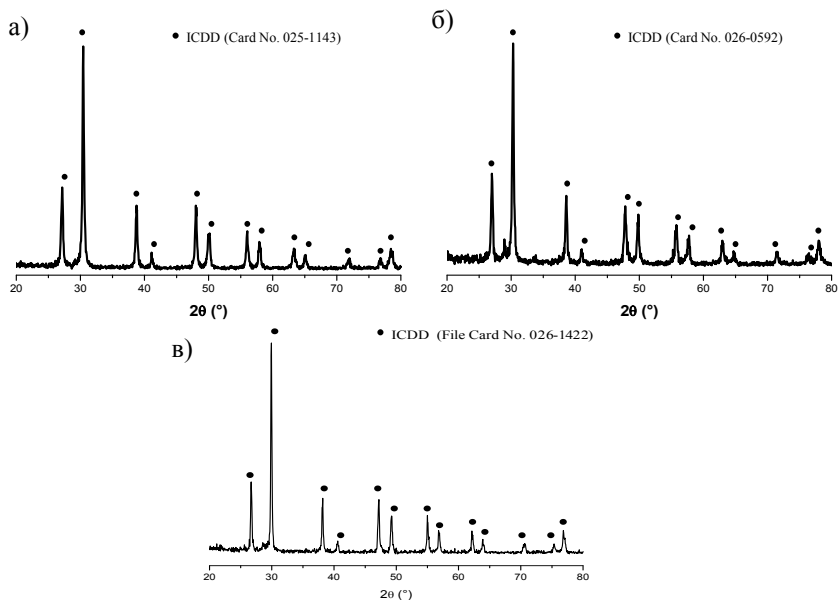 а)
• ICDD (Card No. 025-1143)
20 30 40 50 60 70 80
2θ (°)
б)
• ICDD (Card No. 026-0592)
20 30 40 50 60 70 80
2θ (°)
в)
• ICDD (File Card No. 026-1422)
20 30 40 50 60 70 80
2θ (°)